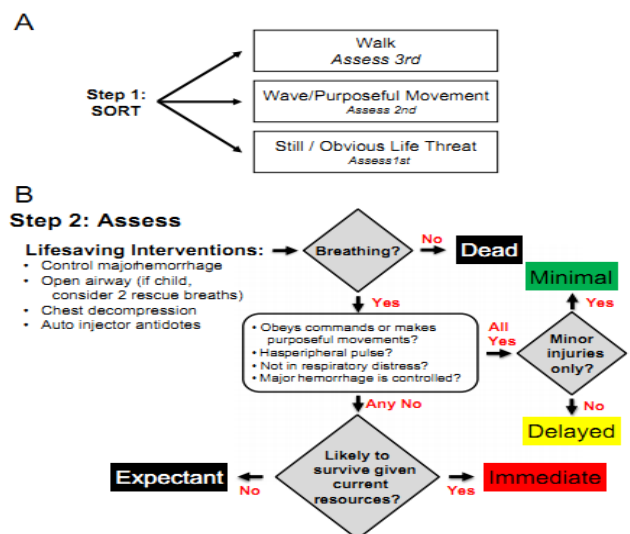 A
Walk
Assess 3rd
Step 1:
SORT
Wave/Purposeful Movement
Assess 2nd
Still / Obvious Life Threat
Assess1st
B
Step 2: Assess
Lifesaving Interventions:
• Control majorhemorrhage
• Open airway (if child,
consider 2 rescue breaths)
• Chest decompression
• Auto injector antidotes
Breathing?
No
Dead
Yes
• Obeys commands or makes
purposeful movements?
• Hasperipheral pulse?
• Not in respiratory distress?
• Major hemorrhage is controlled?
All
Yes
Minimal
Yes
Minor
injuries
only?
No
Delayed
Any No
Likely to
survive given
current
resources?
No
Expectant
Yes
Immediate